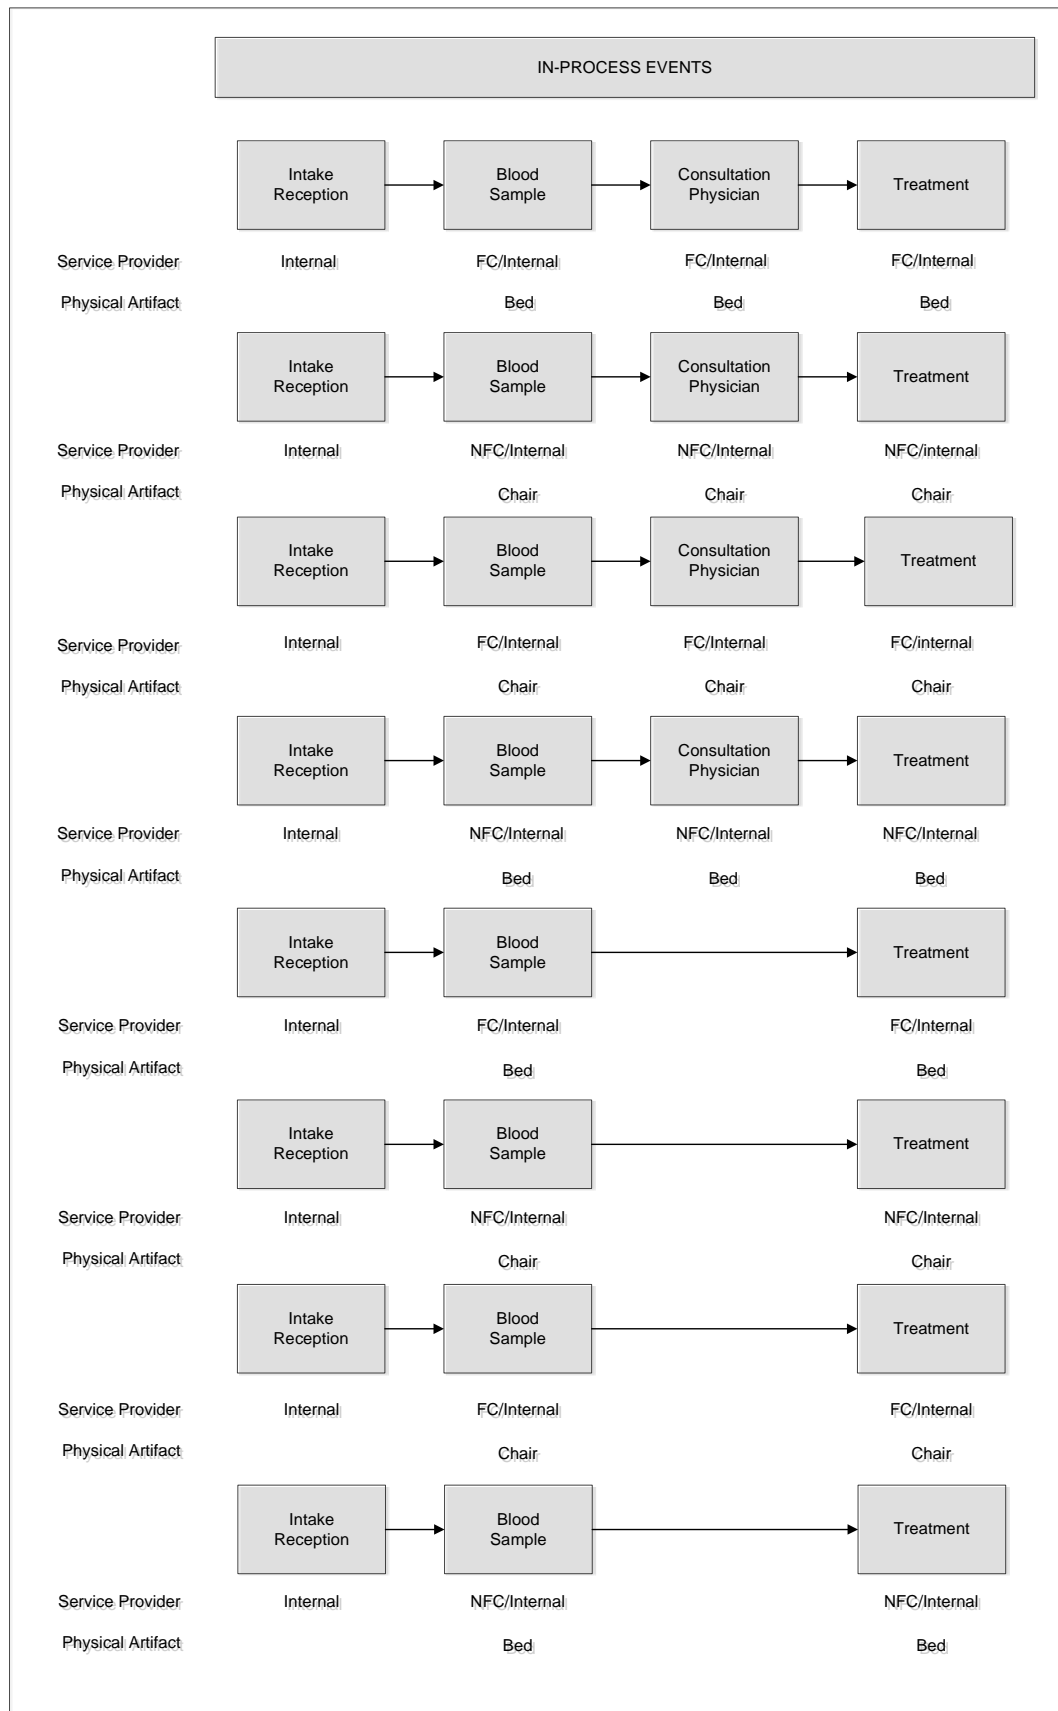 IN-PROCESS EVENTS
Intake
Reception
Blood
Sample
Consultation
Physician
Treatment
Service Provider Internal FC/Internal FC/Internal FC/Internal
Physical Artifact Bed Bed Bed
Intake
Reception
Blood
Sample
Consultation
Physician
Treatment
Service Provider Internal NFC/Internal NFC/Internal NFC/internal
Physical Artifact Chair Chair Chair
Intake
Reception
Blood
Sample
Consultation
Physician
Treatment
Service Provider Internal FC/Internal FC/Internal FC/internal
Physical Artifact Chair Chair Chair
Intake
Reception
Blood
Sample
Consultation
Physician
Treatment
Service Provider Internal NFC/Internal NFC/Internal NFC/Internal
Physical Artifact Bed Bed Bed
Intake
Reception
Blood
Sample
Treatment
Service Provider Internal FC/Internal FC/Internal
Physical Artifact Bed Bed
Intake
Reception
Blood
Sample
Treatment
Service Provider Internal NFC/Internal NFC/Internal
Physical Artifact Chair Chair
Intake
Reception
Blood
Sample
Treatment
Service Provider Internal FC/Internal FC/Internal
Physical Artifact Chair Chair
Intake
Reception
Blood
Sample
Treatment
Service Provider Internal NFC/Internal NFC/Internal
Physical Artifact Bed Bed